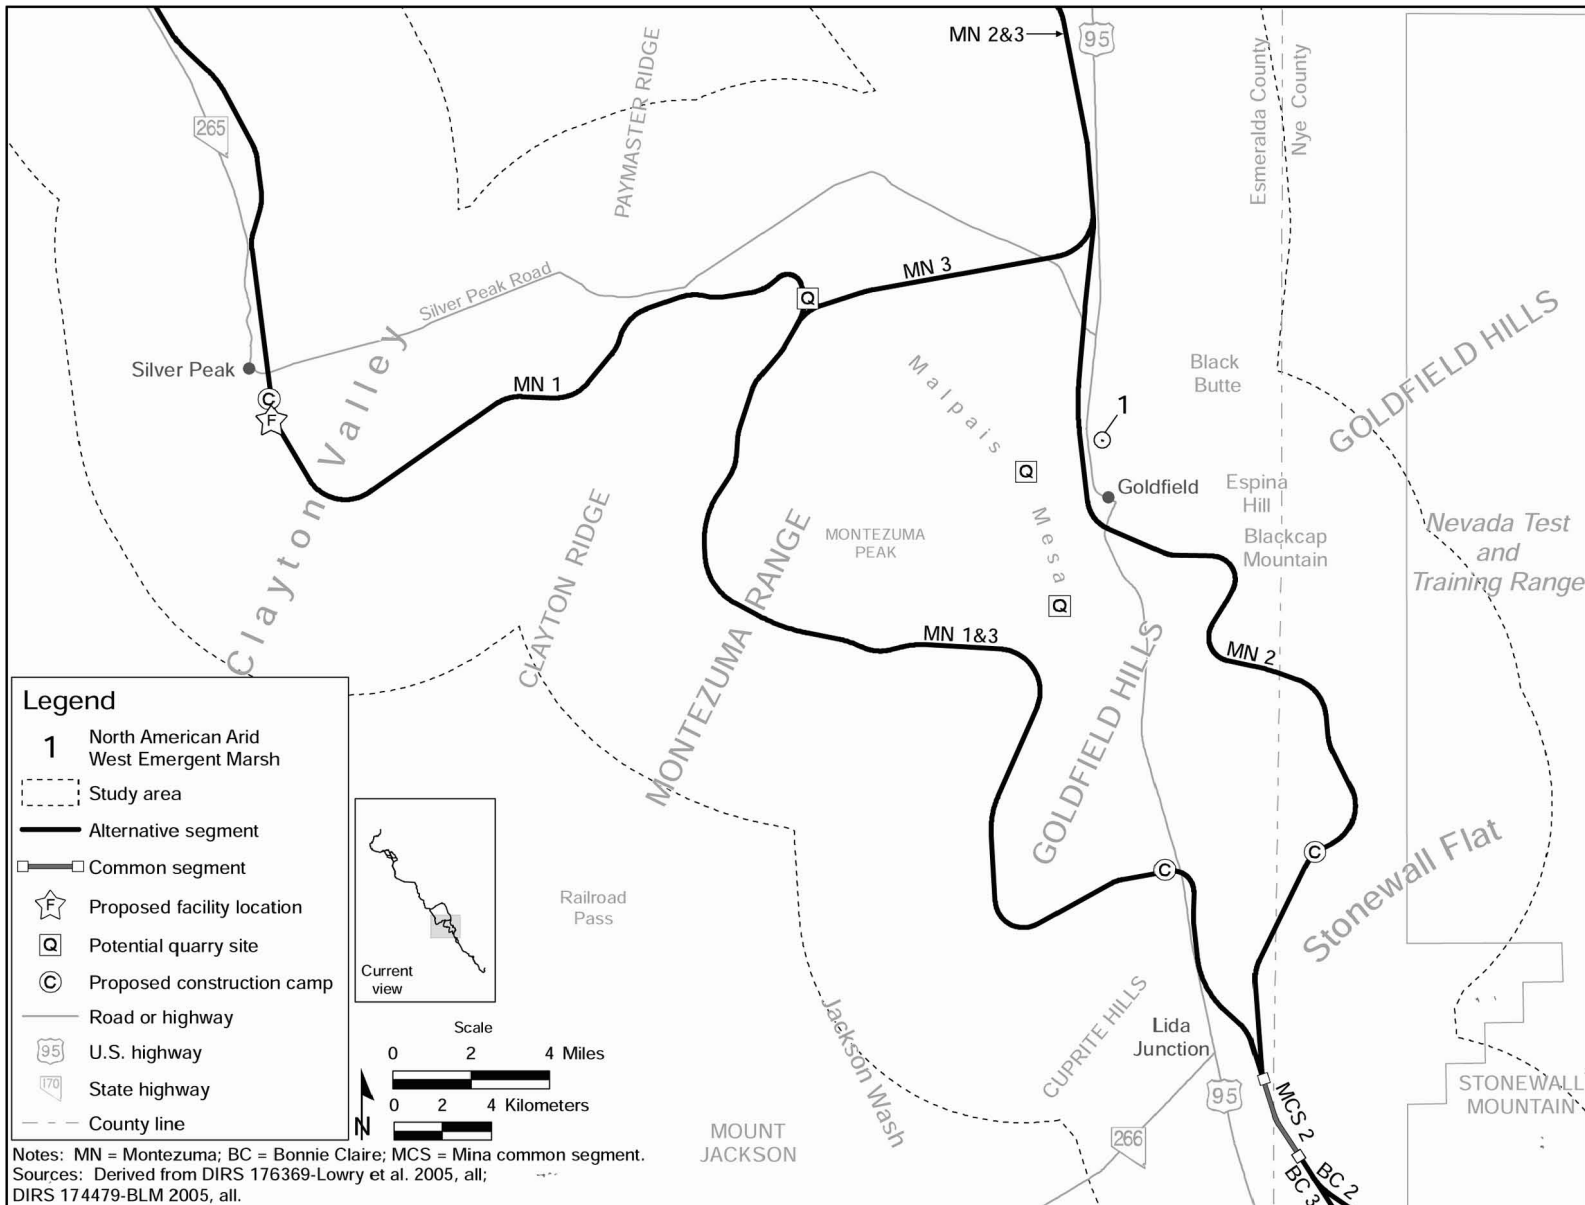 MN 2&3
95
Esmeralda County
Nye County
265
PAYMASTER RIDGE
MN 3
Silver Peak Road
Q
Silver Peak
MN 1
C
F
Clayton Valley
Malpais Mesa
Black
Butte
GOLDFIELD HILLS
1
Q
Goldfield
Espina
Hill
Blackcap
Mountain
Nevada Test
and
Training Range
MONTEZUMA
PEAK
CLAYTON RIDGE
MONTEZUMA RANGE
Q
MN 1&3
MN 2
GOLDFIELD HILLS
C
C
Stonewall Flat
Railroad
Pass
Jackson Wash
CUPRITE HILLS
Lida
Junction
95
266
MCS 2
BC 2
BC 3
STONEWALL
MOUNTAIN
MOUNT
JACKSON
Legend
1
North American Arid
West Emergent Marsh
Study area
Alternative segment
Common segment
F
Proposed facility location
Q
Potential quarry site
C
Proposed construction camp
Road or highway
95
U.S. highway
170
State highway
County line
Current
view
Scale
0 2 4 Miles
0 2 4 Kilometers
N
Notes: MN = Montezuma; BC = Bonnie Claire; MCS = Mina common segment.
Sources: Derived from DIRS 176369-Lowry et al. 2005, all;
DIRS 174479-BLM 2005, all.